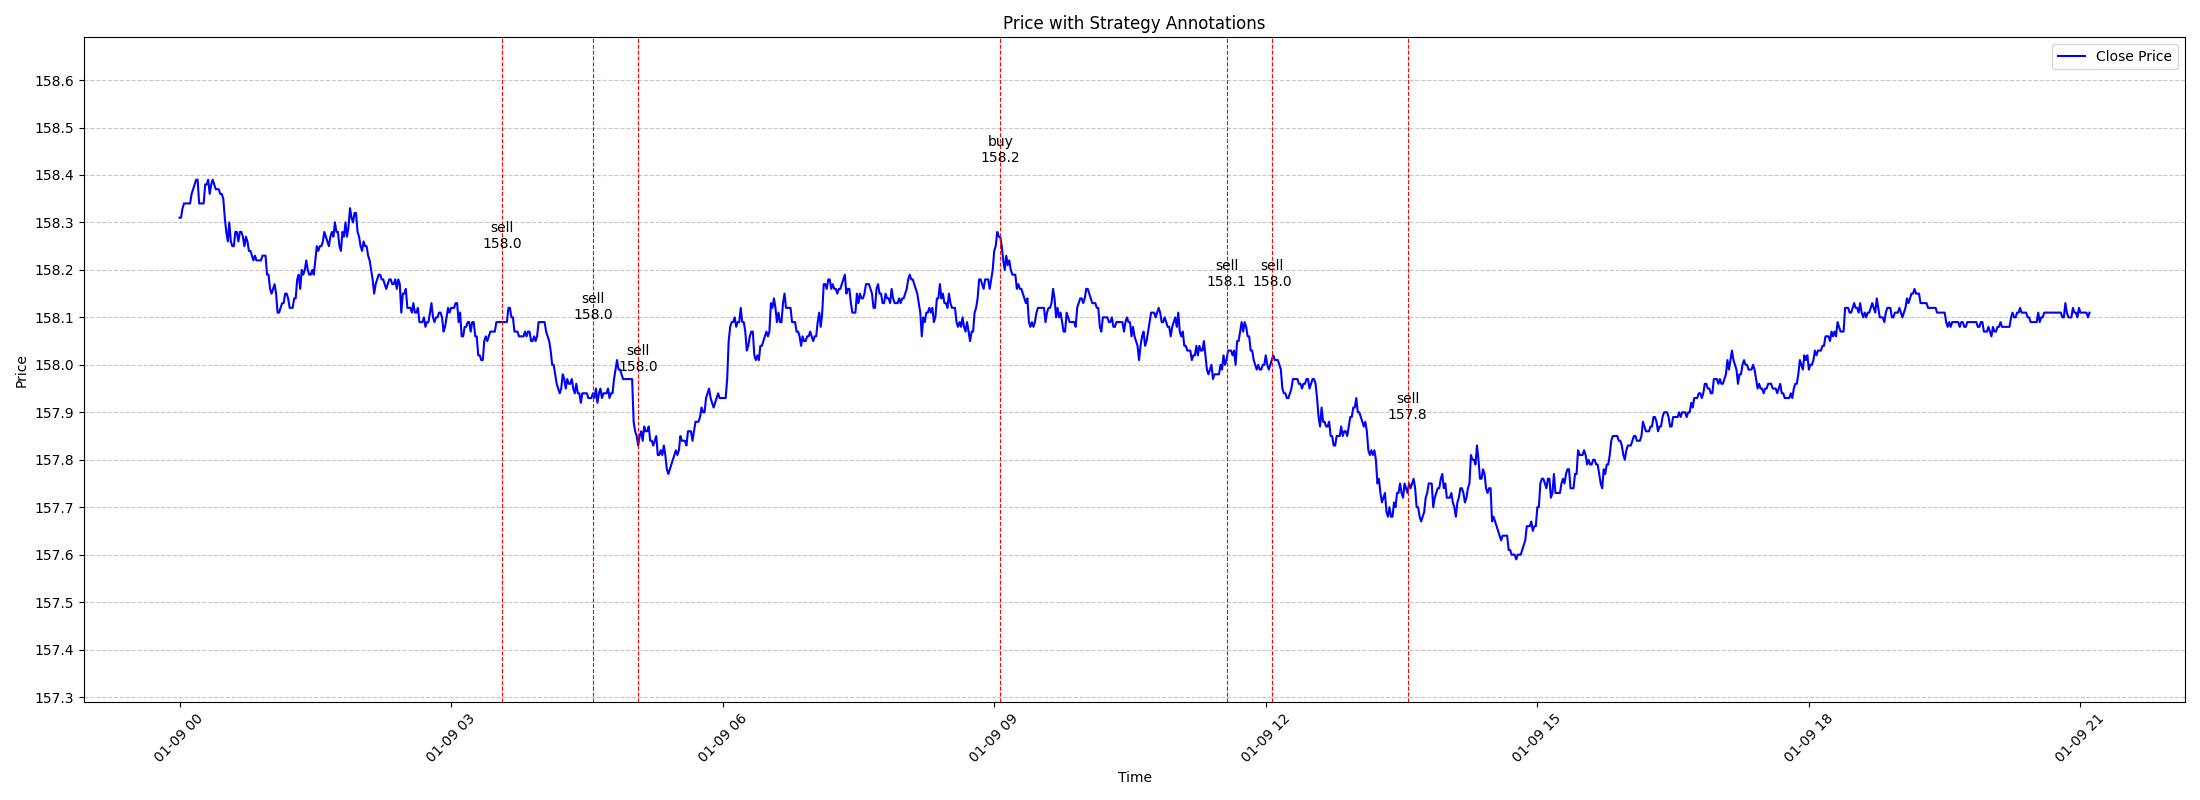 Price with Strategy Annotations
Close Price
158.6
158.5
158.4
158.3
158.2
158.1
158.0
157.9
157.8
157.7
157.6
157.5
157.4
157.3
Price
sell
158.0
sell
158.0
sell
158.0
buy
158.2
sell
158.1
sell
158.0
sell
157.8
01-09 00
01-09 03
01-09 06
01-09 09
01-09 12
01-09 15
01-09 18
01-09 21
Time